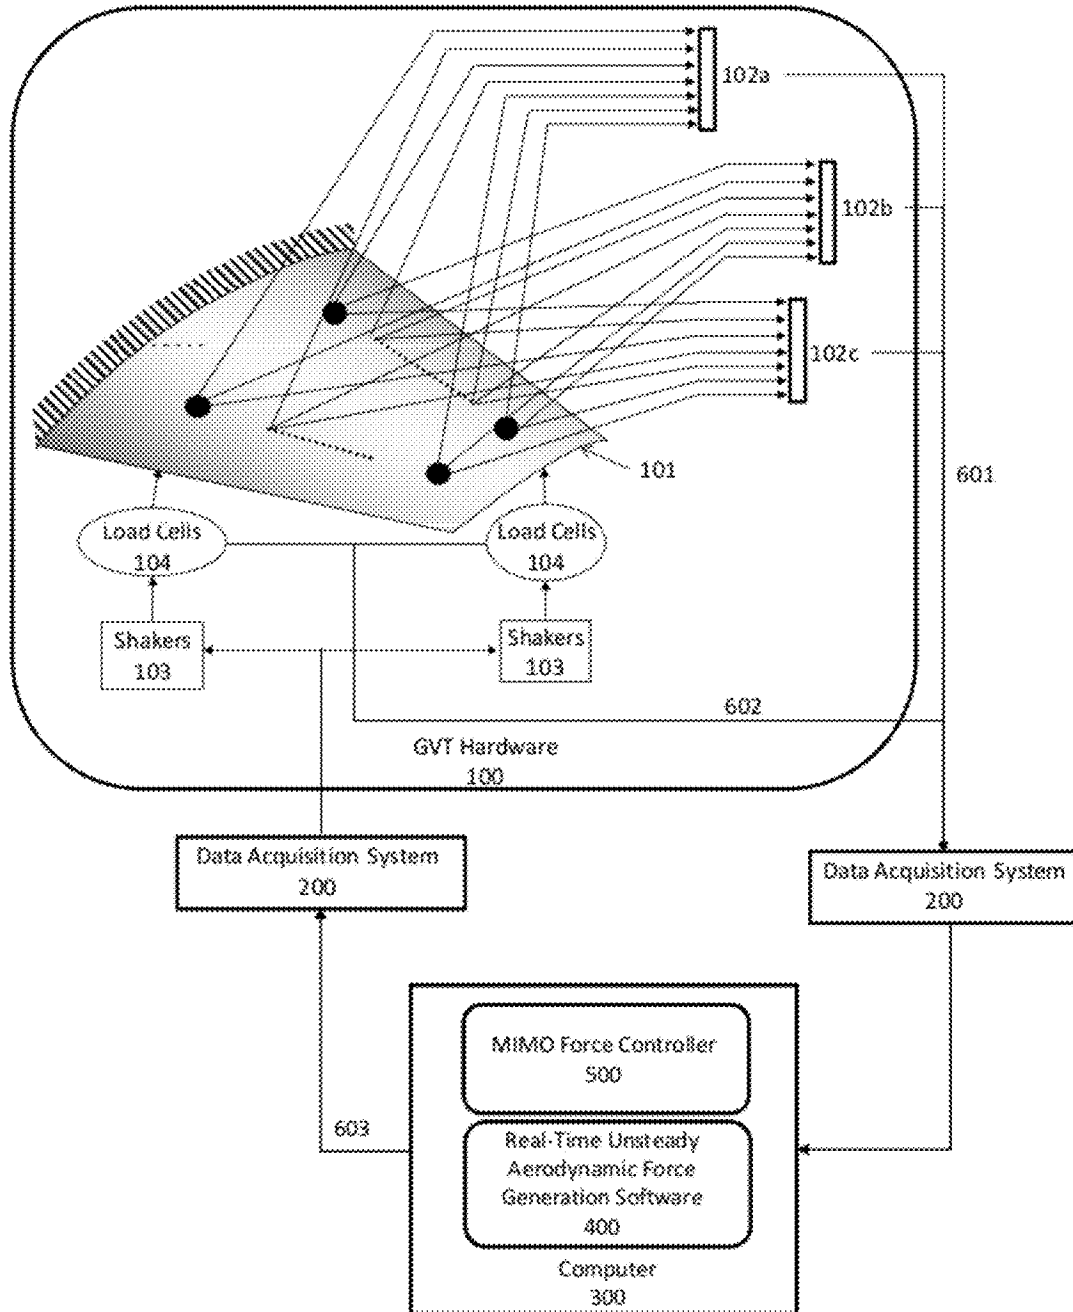 102a
102b
102c
101
601
Load Cells
104
Load Cells
104
Shakers
103
Shakers
103
602
GVT Hardware
100
Data Acquisition System
200
Data Acquisition System
200
MIMO Force Controller
500
603
Real-Time Unsteady
Aerodynamic Force
Generation Software
400
Computer
300